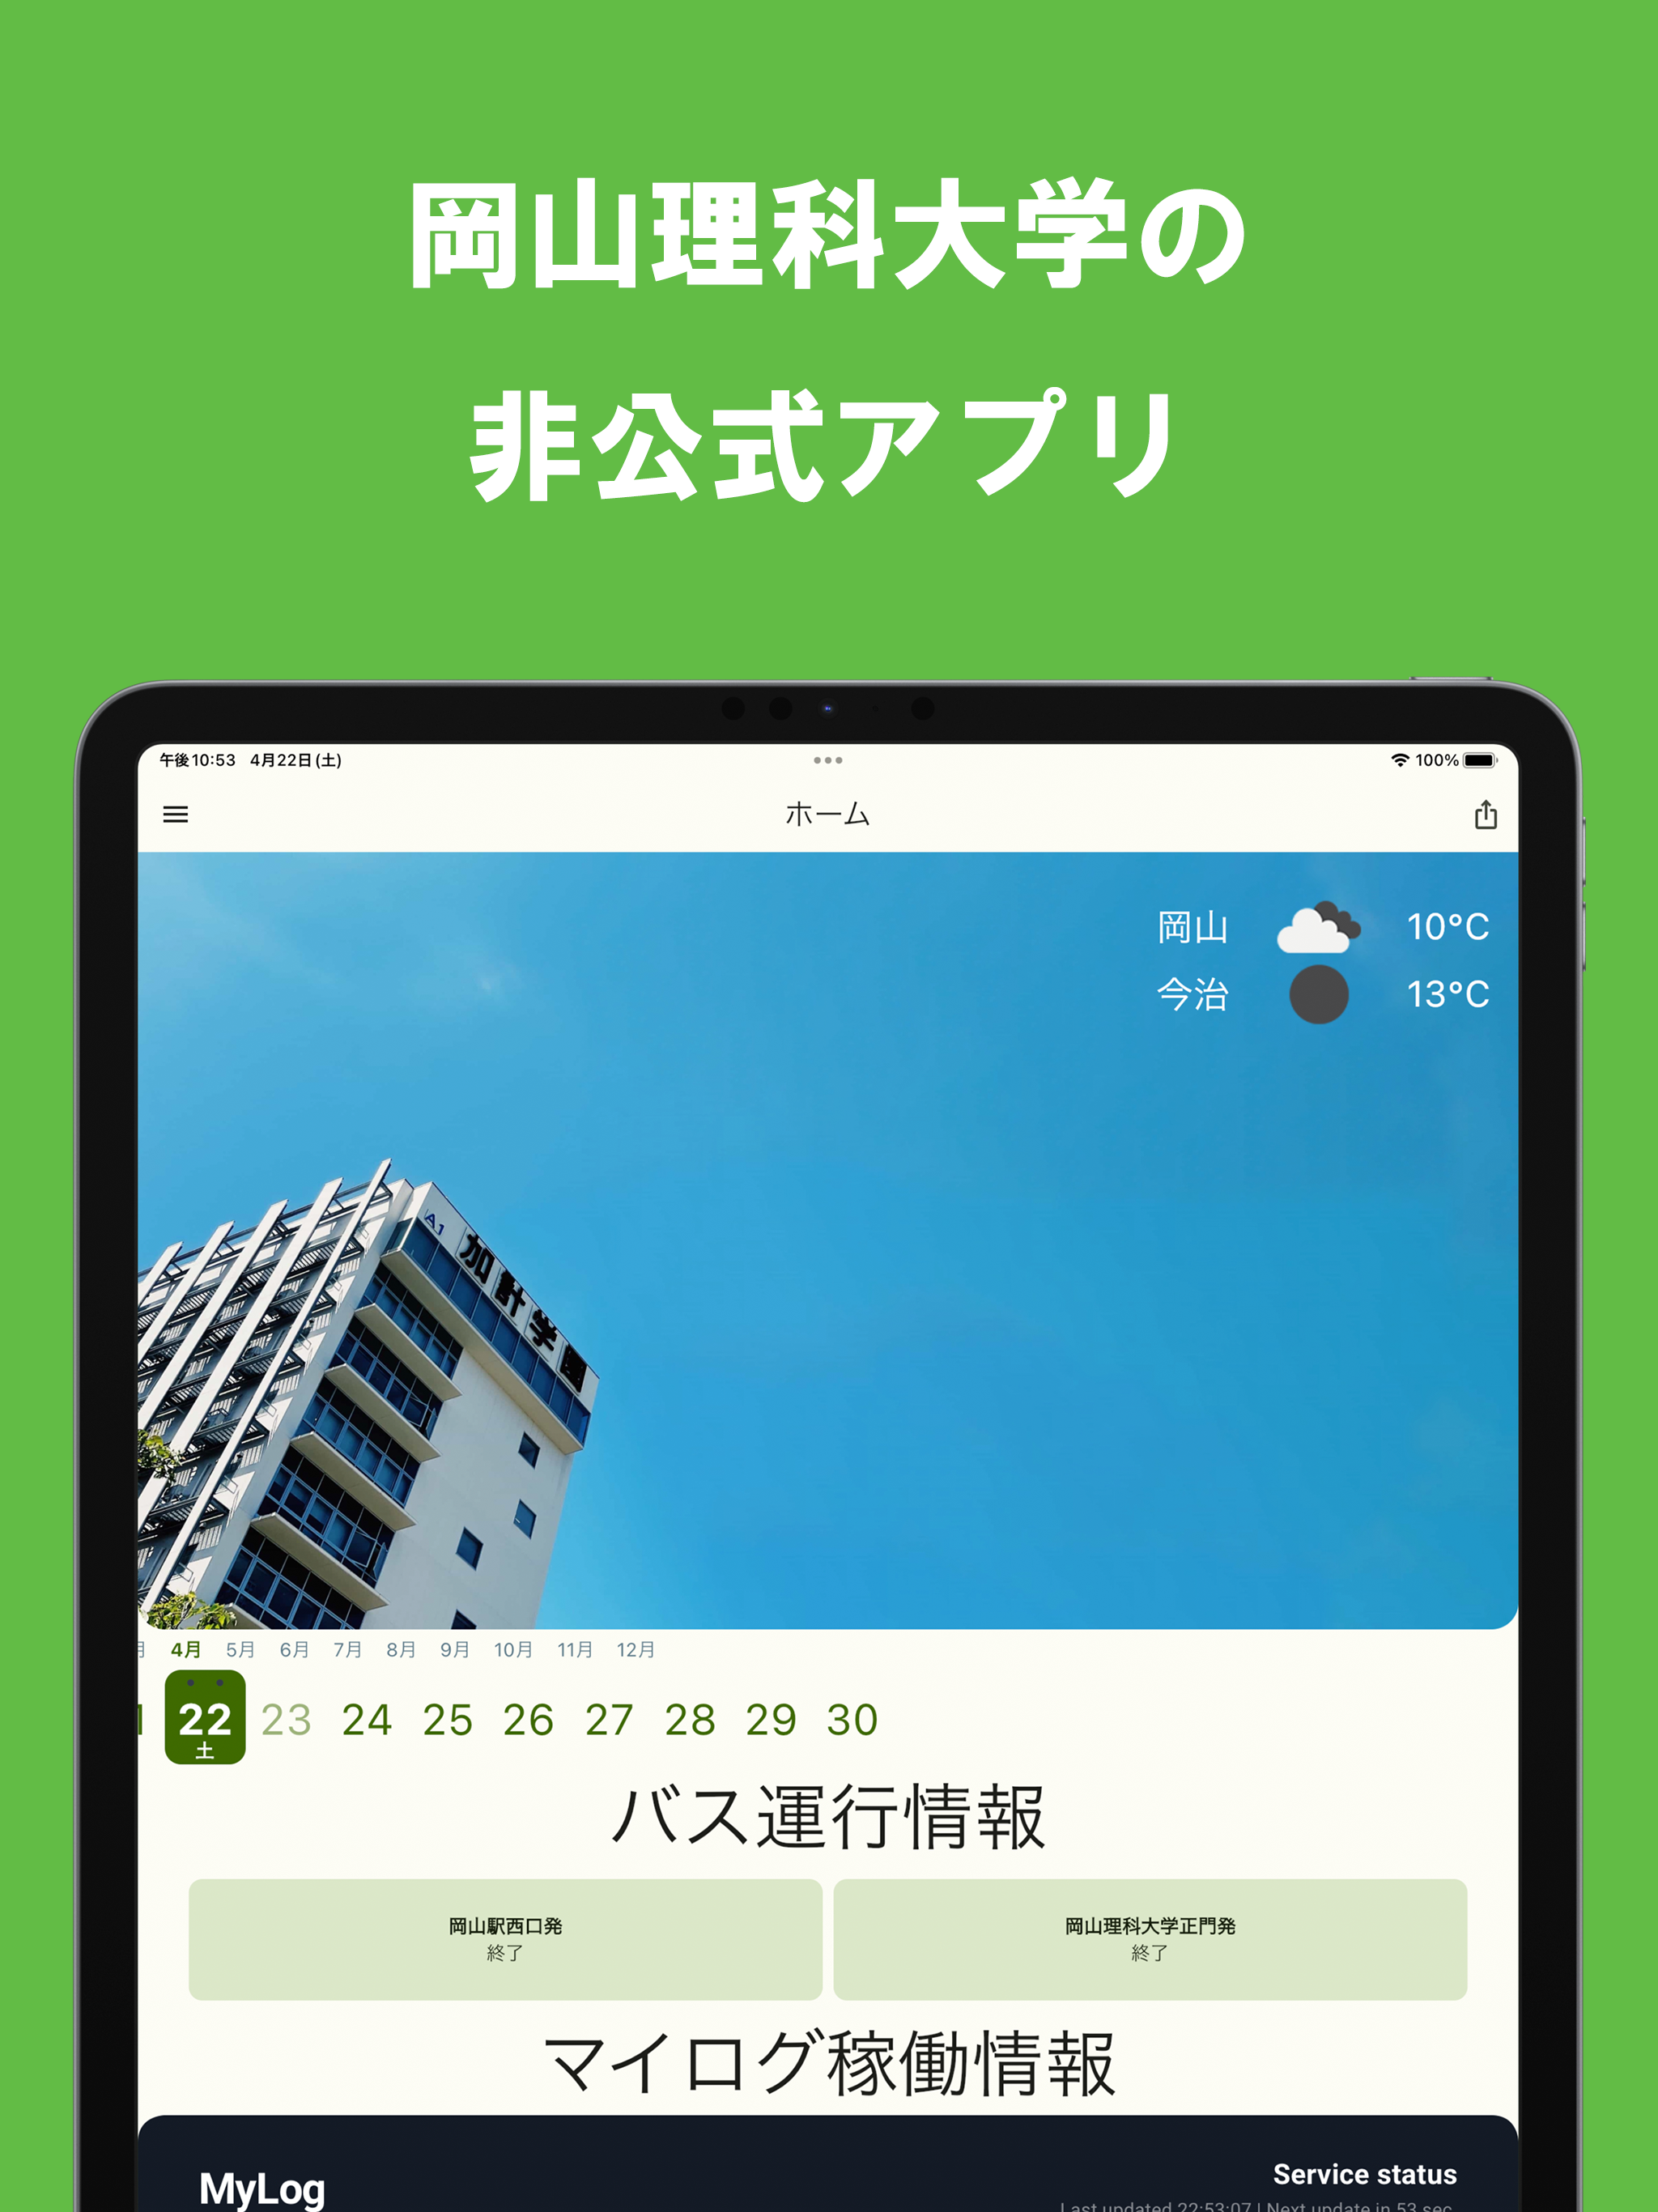 岡山理科大学の
非公式アプリ
午後10:53 4月22日(土)
100%
ホーム
岡山 10°C
今治 13°C
A1 加計学園
4月 5月 6月 7月 8月 9月 10月 11月 12月
22 23 24 25 26 27 28 29 30
土
バス運行情報
岡山駅西口発
終了
岡山理科大学正門発
終了
マイログ稼働情報
MyLog
Service status
Last updated 22:53:07 | Next update in 53 sec.